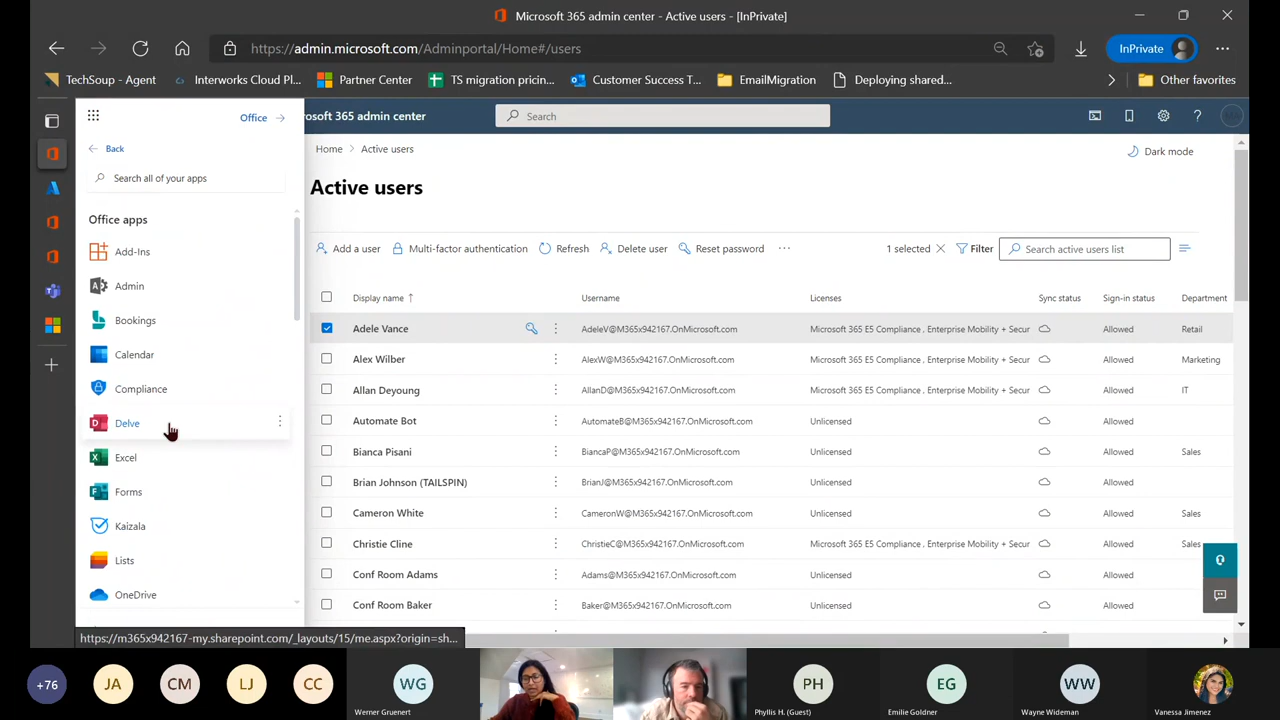 Microsoft 365 admin center - Active users - [InPrivate]
https://admin.microsoft.com/Adminportal/Home#/users
InPrivate
TechSoup - Agent
Interworks Cloud Pl...
Partner Center
TS migration pricin...
Customer Success T...
EmailMigration
Deploying shared...
Other favorites
Office
rosoft 365 admin center
Search
Back
Home
Active users
Dark mode
Search all of your apps
Active users
Office apps
Add a user
Multi-factor authentication
Refresh
Delete user
Reset password
1 selected
Filter
Search active users list
Add-Ins
Admin
Bookings
Calendar
Compliance
Delve
Excel
Forms
Kaizala
Lists
OneDrive
Display name ↑ Username Licenses Sync status Sign-in status Department
Adele Vance AdeleV@M365x942167.OnMicrosoft.com Microsoft 365 E5 Compliance , Enterprise Mobility + Secur Allowed Retail
Alex Wilber AlexW@M365x942167.OnMicrosoft.com Microsoft 365 E5 Compliance , Enterprise Mobility + Secur Allowed Marketing
Allan Deyoung AllanD@M365x942167.OnMicrosoft.com Microsoft 365 E5 Compliance , Enterprise Mobility + Secur Allowed IT
Automate Bot AutomateB@M365x942167.OnMicrosoft.com Unlicensed Allowed
Bianca Pisani BiancaP@M365x942167.OnMicrosoft.com Unlicensed Allowed Sales
Brian Johnson (TAILSPIN) BrianJ@M365x942167.OnMicrosoft.com Unlicensed Allowed
Cameron White CameronW@M365x942167.OnMicrosoft.com Unlicensed Allowed Sales
Christie Cline ChristieC@M365x942167.OnMicrosoft.com Microsoft 365 E5 Compliance , Enterprise Mobility + Secur Allowed Sales
Conf Room Adams Adams@M365x942167.OnMicrosoft.com Unlicensed Allowed
Conf Room Baker Baker@M365x942167.OnMicrosoft.com Unlicensed Allowed
https://m365x942167-my.sharepoint.com/_layouts/15/me.aspx?origin=sh...
+76
JA
CM
LJ
CC
WG
PH
EG
WW
Werner Gruenert
Phyllis H. (Guest)
Emilie Goldner
Wayne Wideman
Vanessa Jimenez